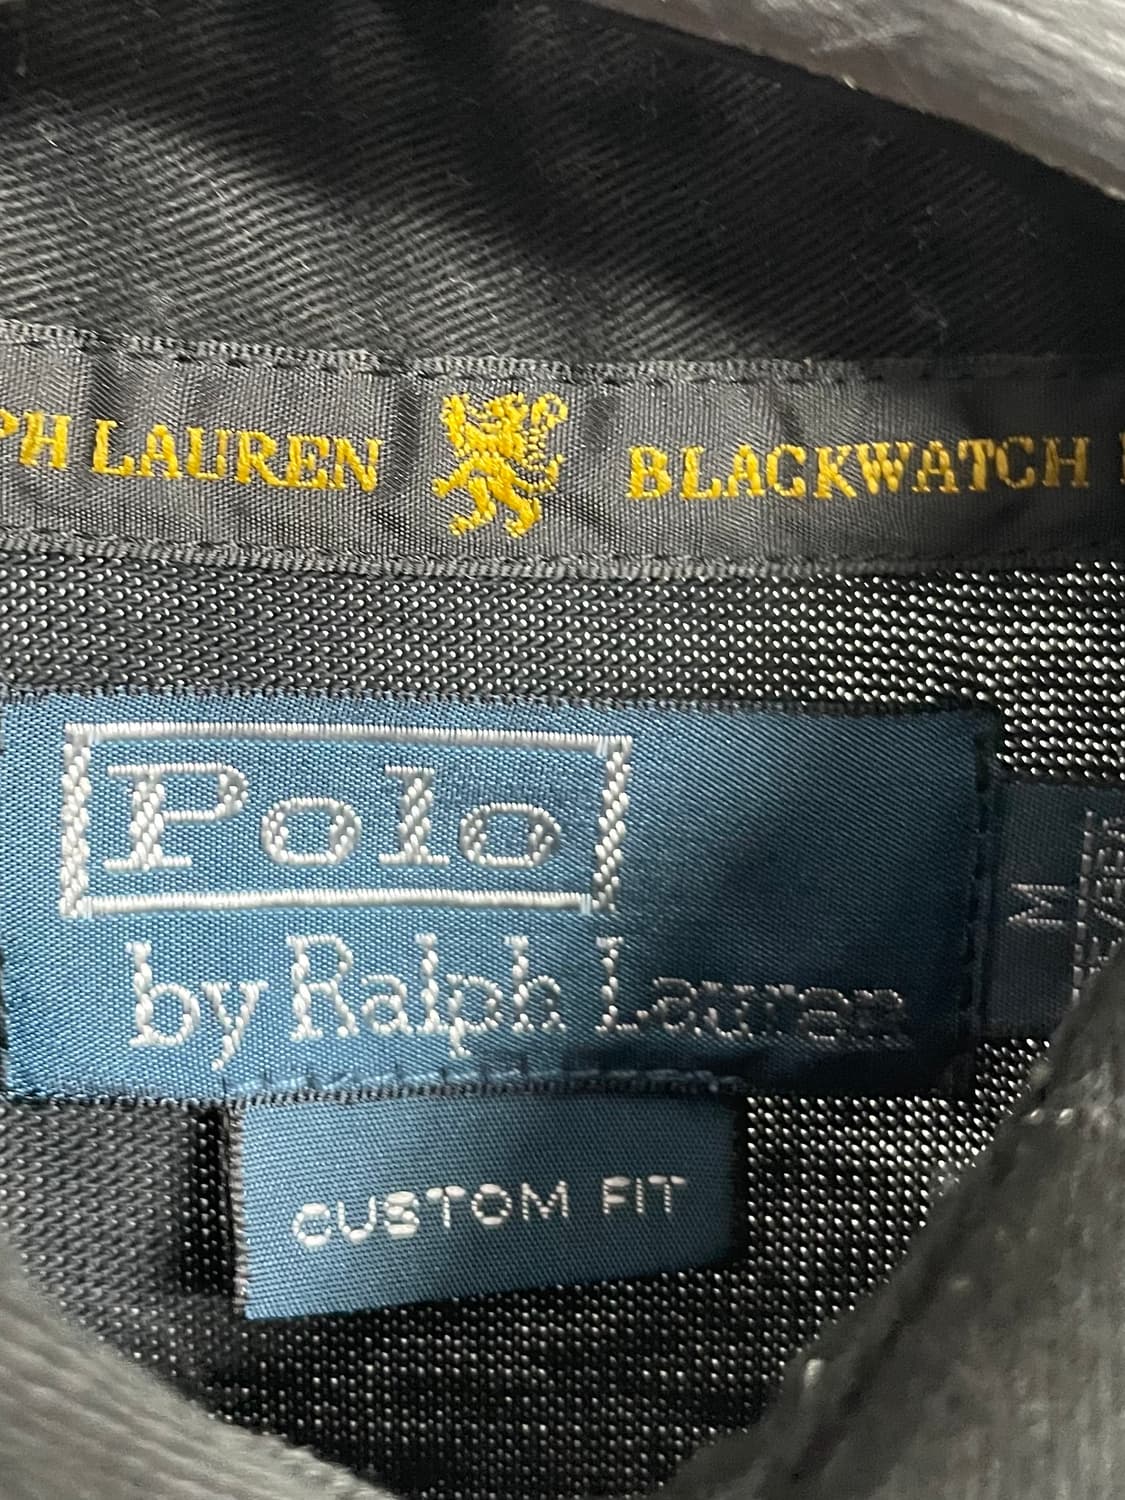 PH LAUREN BLACKWATCH
Polo
by Ralph Lauren
M
CUSTOM FIT